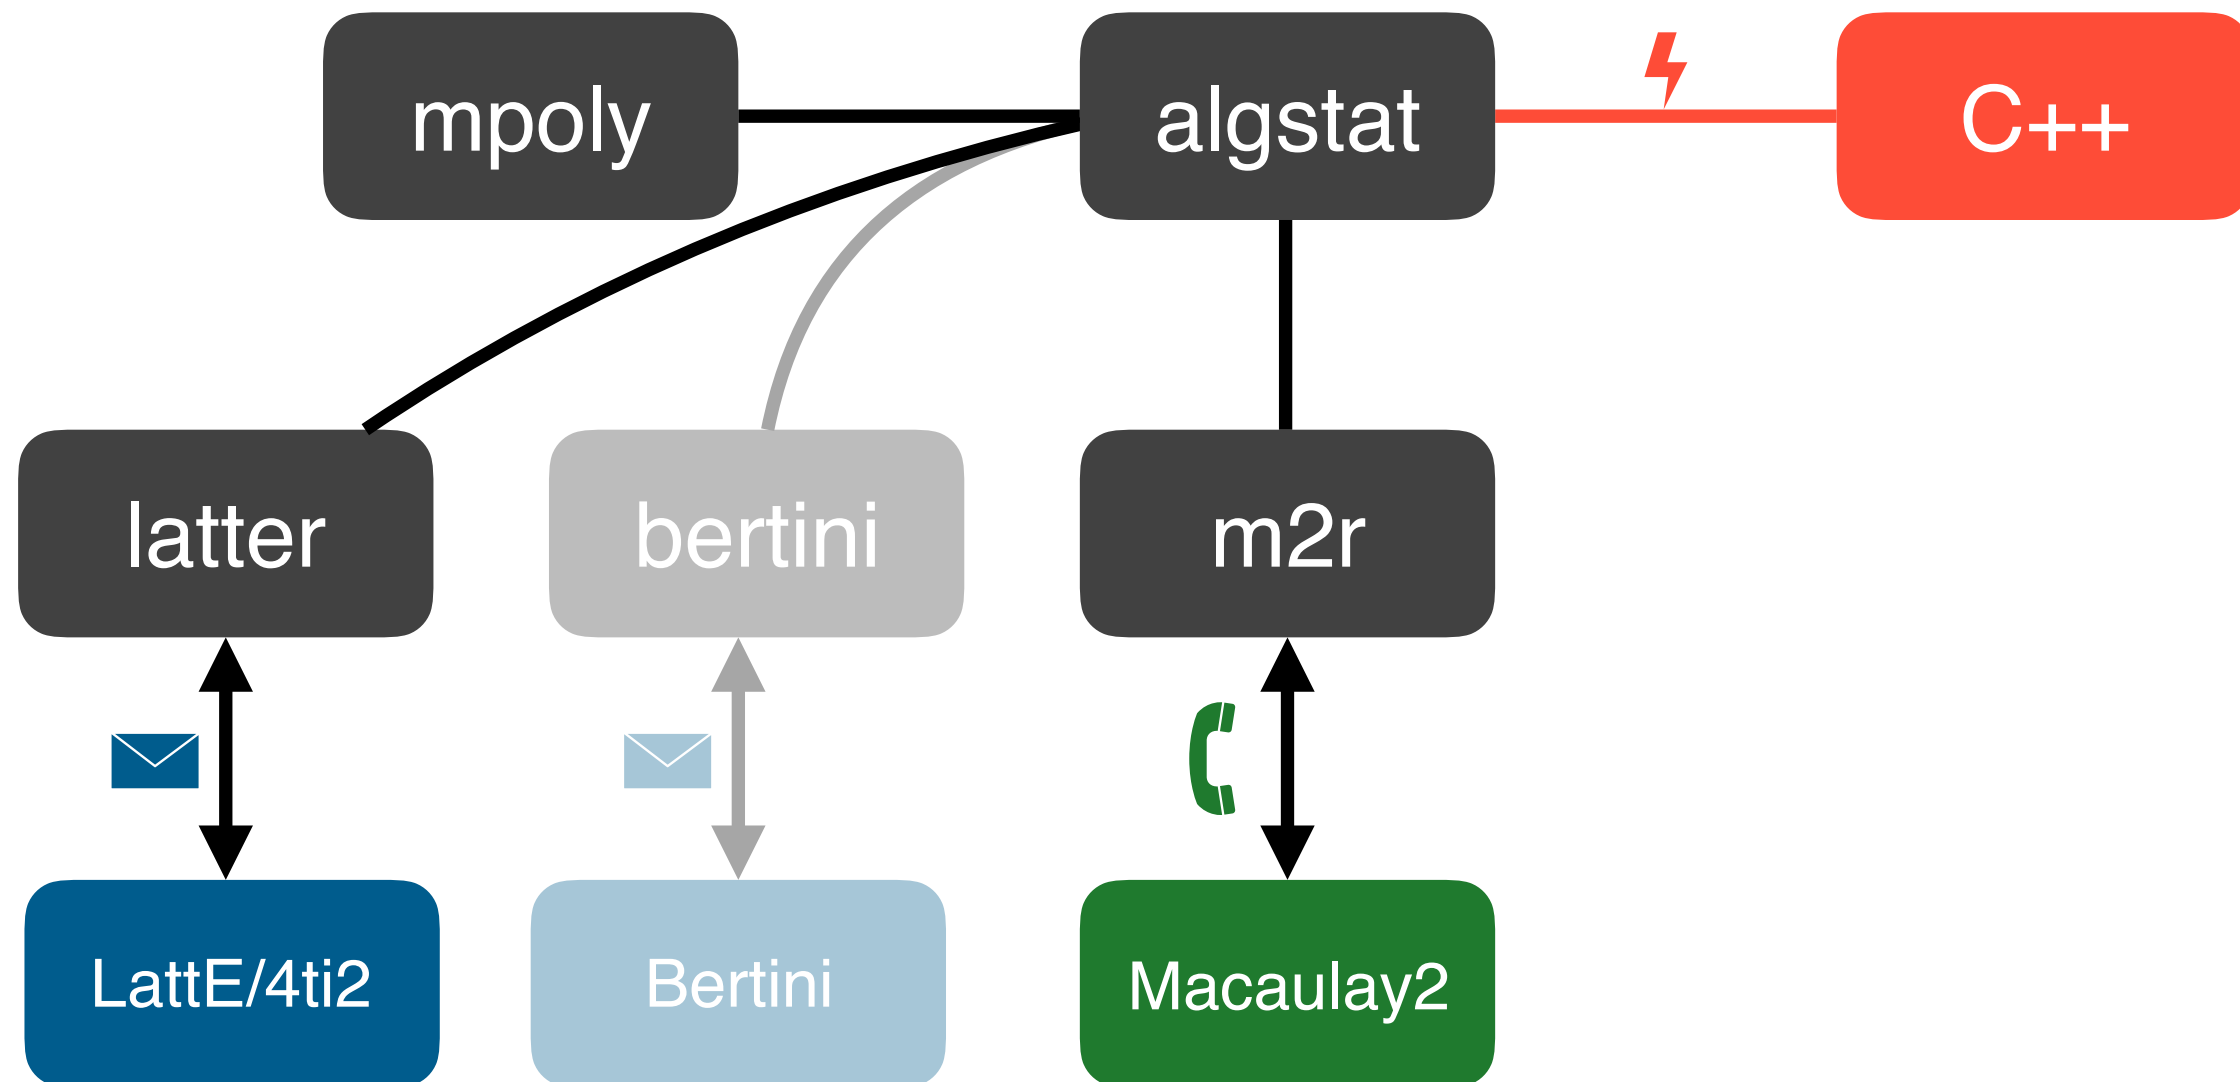 mpoly
algstat
C++
latter
bertini
m2r
LattE/4ti2
Bertini
Macaulay2